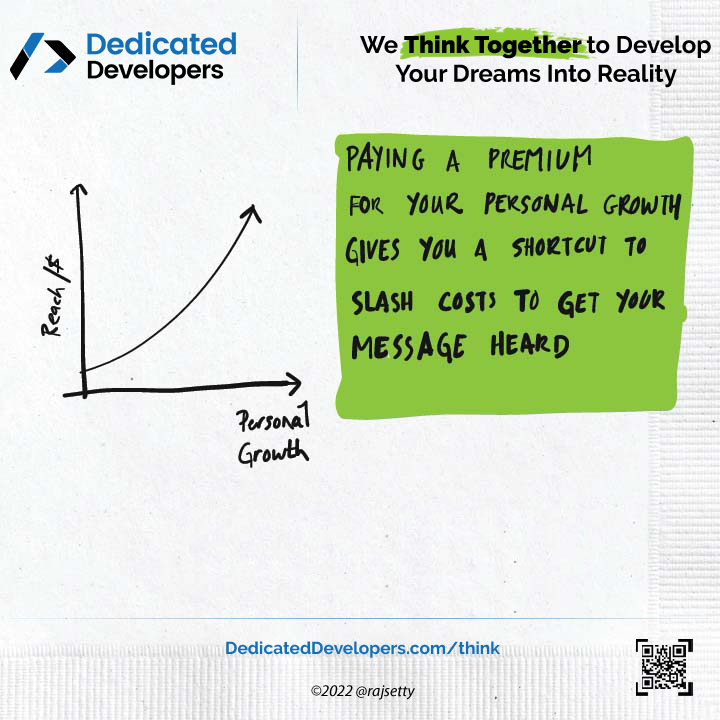 Dedicated
Developers
We Think Together to Develop
Your Dreams Into Reality
PAYING A PREMIUM
FOR YOUR PERSONAL GROWTH
GIVES YOU A SHORTCUT TO
SLASH COSTS TO GET YOUR
MESSAGE HEARD
Reach/$
Personal
Growth
DedicatedDevelopers.com/think
©2022 @rajsetty